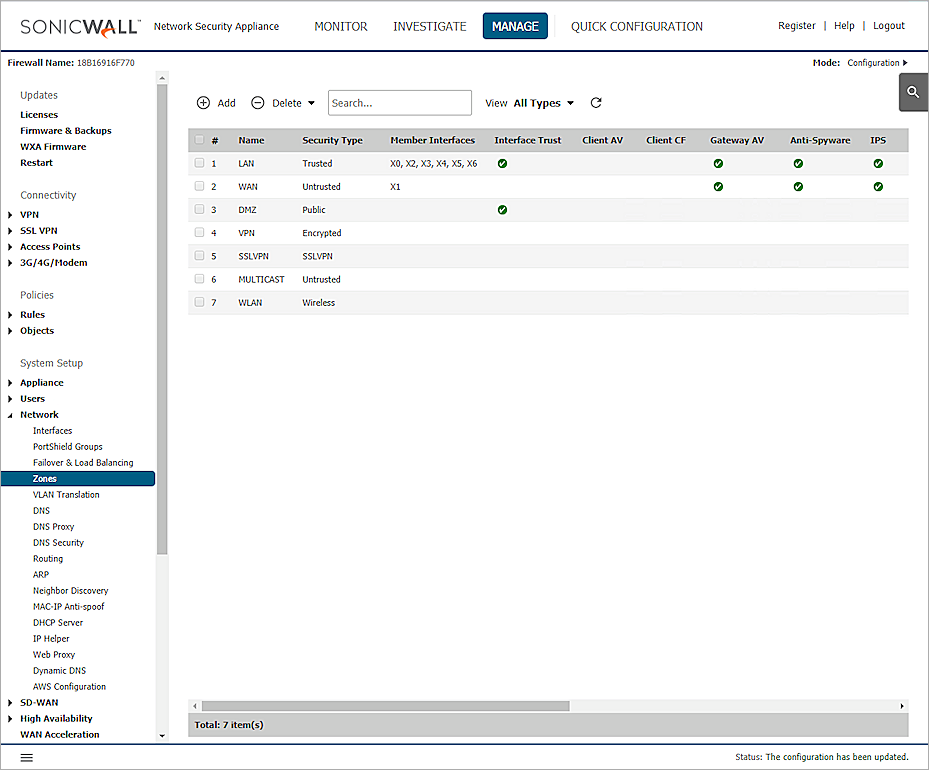 SONICWALL™ Network Security Appliance MONITOR INVESTIGATE MANAGE QUICK CONFIGURATION Register | Help | Logout
Firewall Name: 18B16916F770 Mode: Configuration
Updates
Licenses
Firmware & Backups
WXA Firmware
Restart
Connectivity
VPN
SSL VPN
Access Points
3G/4G/Modem
Policies
Rules
Objects
System Setup
Appliance
Users
Network
Interfaces
PortShield Groups
Failover & Load Balancing
Zones
VLAN Translation
DNS
DNS Proxy
DNS Security
Routing
ARP
Neighbor Discovery
MAC-IP Anti-spoof
DHCP Server
IP Helper
Web Proxy
Dynamic DNS
AWS Configuration
SD-WAN
High Availability
WAN Acceleration
Add Delete Search... View All Types
# Name Security Type Member Interfaces Interface Trust Client AV Client CF Gateway AV Anti-Spyware IPS
1 LAN Trusted X0, X2, X3, X4, X5, X6
2 WAN Untrusted X1
3 DMZ Public
4 VPN Encrypted
5 SSLVPN SSLVPN
6 MULTICAST Untrusted
7 WLAN Wireless
Total: 7 item(s)
Status: The configuration has been updated.